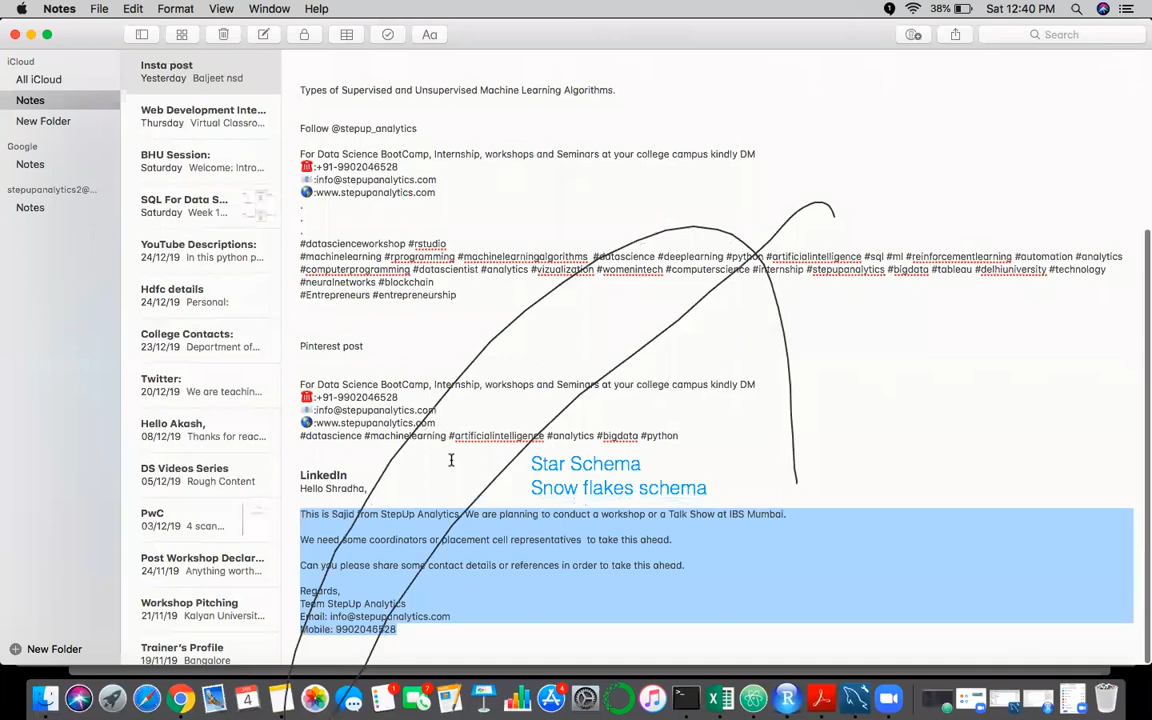 Notes File Edit Format View Window Help
1 38% Sat 12:40 PM
Aa
Search
iCloud
All iCloud
Notes
New Folder
Google
Notes
stepupanalytics2@...
Notes
New Folder
Insta post
Yesterday Baljeet nsd
Web Development Inte...
Thursday Virtual Classro...
BHU Session:
Saturday Welcome: Intro...
SQL For Data S...
Saturday Week 1...
YouTube Descriptions:
24/12/19 In this python p...
Hdfc details
24/12/19 Personal:
College Contacts:
23/12/19 Department of...
Twitter:
20/12/19 We are teachin...
Hello Akash,
08/12/19 Thanks for reac...
DS Videos Series
05/12/19 Rough Content
PwC
03/12/19 4 scan...
Post Workshop Declar...
24/11/19 Anything worth...
Workshop Pitching
21/11/19 Kalyan Universit...
Trainer's Profile
19/11/19 Bangalore
Types of Supervised and Unsupervised Machine Learning Algorithms.
Follow @stepup_analytics
For Data Science BootCamp, Internship, workshops and Seminars at your college campus kindly DM
☎️:+91-9902046528
📧:info@stepupanalytics.com
🌎:www.stepupanalytics.com
.
.
.
#datascienceworkshop #rstudio
#machinelearning #rprogramming #machinelearningalgorithms #datascience #deeplearning #python #artificialintelligence #sql #ml #reinforcementlearning #automation #analytics
#computerprogramming #datascientist #analytics #vizualization #womenintech #computerscience #internship #stepupanalytics #bigdata #tableau #delhiuniversity #technology
#neuralnetworks #blockchain
#Entrepreneurs #entrepreneurship
Pinterest post
For Data Science BootCamp, Internship, workshops and Seminars at your college campus kindly DM
☎️:+91-9902046528
📧:info@stepupanalytics.com
🌎:www.stepupanalytics.com
#datascience #machinelearning #artificialintelligence #analytics #bigdata #python
Star Schema
Snow flakes schema
LinkedIn
Hello Shradha,
This is Sajid from StepUp Analytics. We are planning to conduct a workshop or a Talk Show at IBS Mumbai.
We need some coordinators or placement cell representatives to take this ahead.
Can you please share some contact details or references in order to take this ahead.
Regards,
Team StepUp Analytics
Email: info@stepupanalytics.com
Mobile: 9902046528